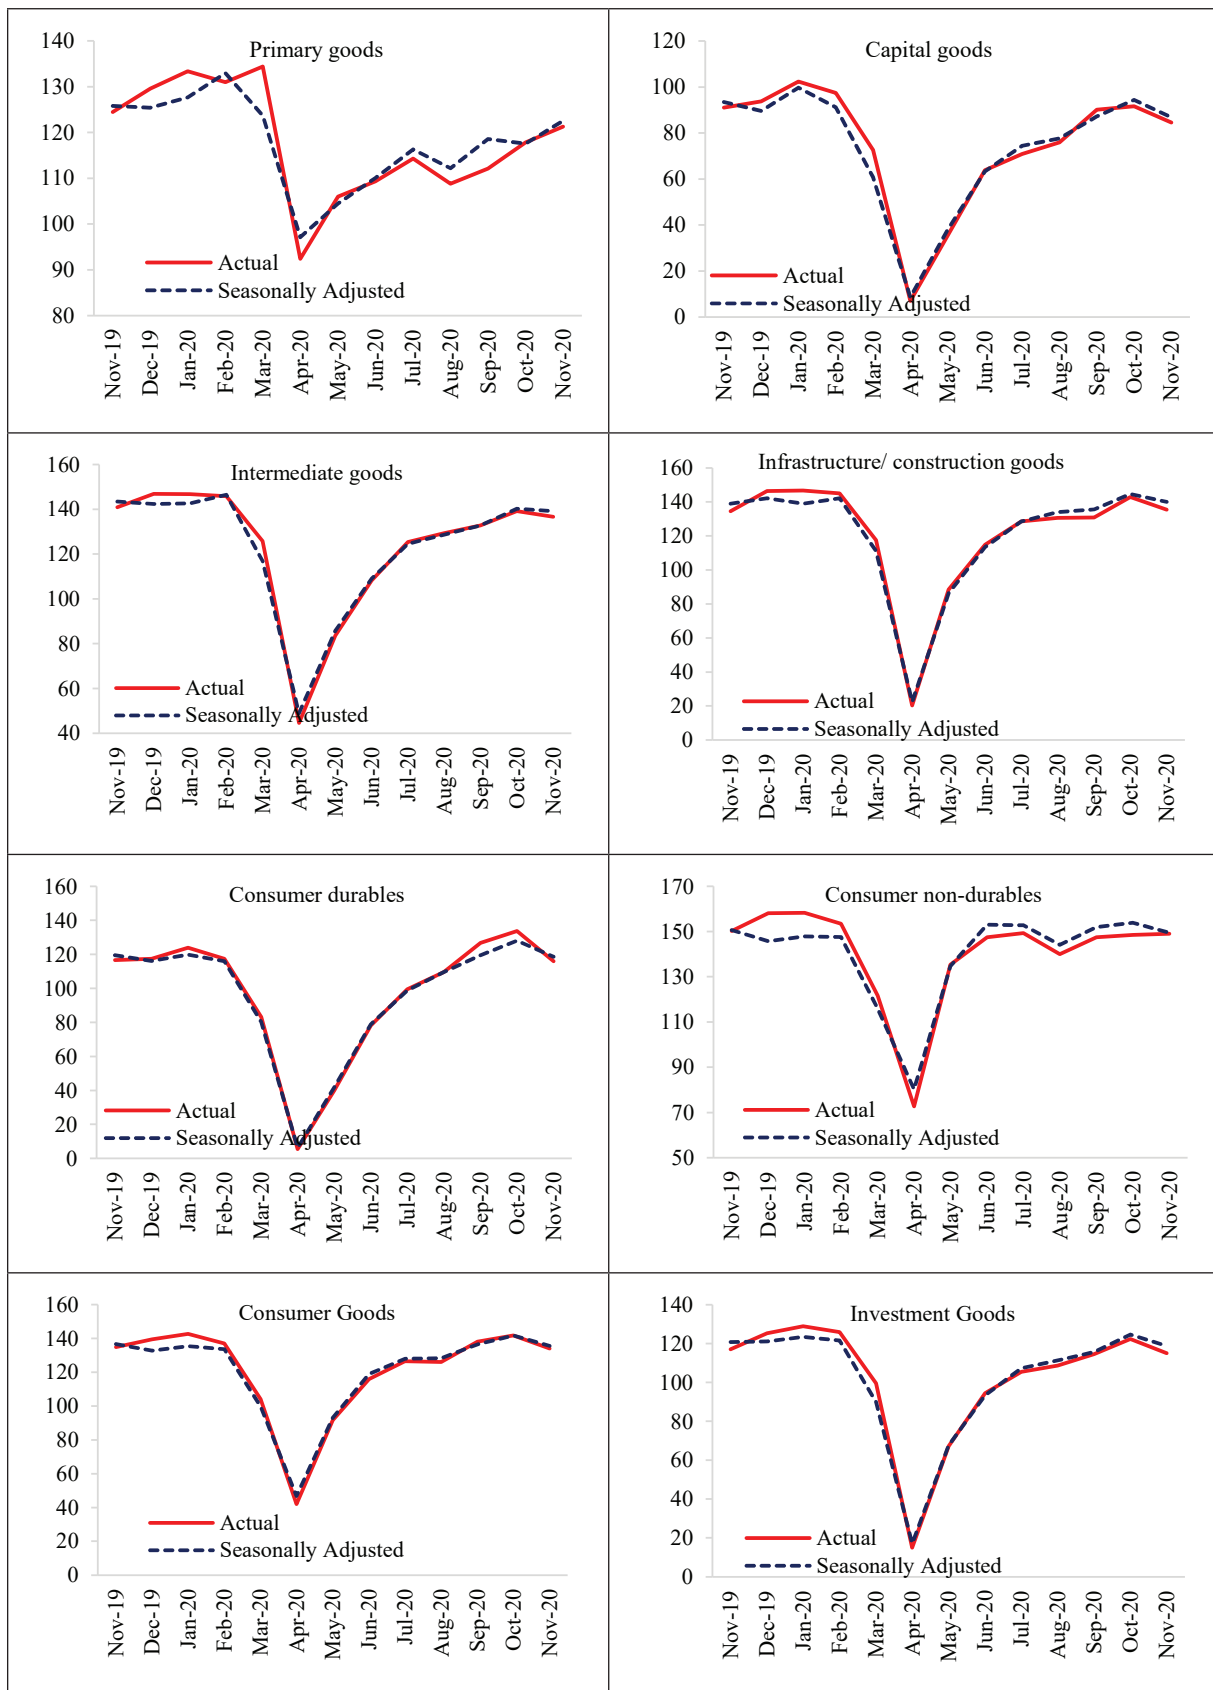 Primary goods
140
130
120
110
100
90
80
Actual
Seasonally Adjusted
Nov-19
Dec-19
Jan-20
Feb-20
Mar-20
Apr-20
May-20
Jun-20
Jul-20
Aug-20
Sep-20
Oct-20
Nov-20
Capital goods
120
100
80
60
40
20
0
Actual
Seasonally Adjusted
Nov-19
Dec-19
Jan-20
Feb-20
Mar-20
Apr-20
May-20
Jun-20
Jul-20
Aug-20
Sep-20
Oct-20
Nov-20
Intermediate goods
160
140
120
100
80
60
40
Actual
Seasonally Adjusted
Nov-19
Dec-19
Jan-20
Feb-20
Mar-20
Apr-20
May-20
Jun-20
Jul-20
Aug-20
Sep-20
Oct-20
Nov-20
Infrastructure/ construction goods
160
140
120
100
80
60
40
20
0
Actual
Seasonally Adjusted
Nov-19
Dec-19
Jan-20
Feb-20
Mar-20
Apr-20
May-20
Jun-20
Jul-20
Aug-20
Sep-20
Oct-20
Nov-20
Consumer durables
160
140
120
100
80
60
40
20
0
Actual
Seasonally Adjusted
Nov-19
Dec-19
Jan-20
Feb-20
Mar-20
Apr-20
May-20
Jun-20
Jul-20
Aug-20
Sep-20
Oct-20
Nov-20
Consumer non-durables
170
150
130
110
90
70
50
Actual
Seasonally Adjusted
Nov-19
Dec-19
Jan-20
Feb-20
Mar-20
Apr-20
May-20
Jun-20
Jul-20
Aug-20
Sep-20
Oct-20
Nov-20
Consumer Goods
160
140
120
100
80
60
40
20
0
Actual
Seasonally Adjusted
Nov-19
Dec-19
Jan-20
Feb-20
Mar-20
Apr-20
May-20
Jun-20
Jul-20
Aug-20
Sep-20
Oct-20
Nov-20
Investment Goods
140
120
100
80
60
40
20
0
Actual
Seasonally Adjusted
Nov-19
Dec-19
Jan-20
Feb-20
Mar-20
Apr-20
May-20
Jun-20
Jul-20
Aug-20
Sep-20
Oct-20
Nov-20